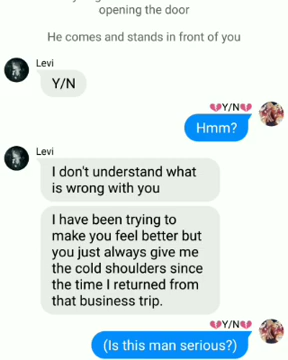 opening the door
He comes and stands in front of you
Levi
Y/N
💔Y/N💔
Hmm?
Levi
I don't understand what
is wrong with you
I have been trying to
make you feel better but
you just always give me
the cold shoulders since
the time I returned from
that business trip.
💔Y/N💔
(Is this man serious?)